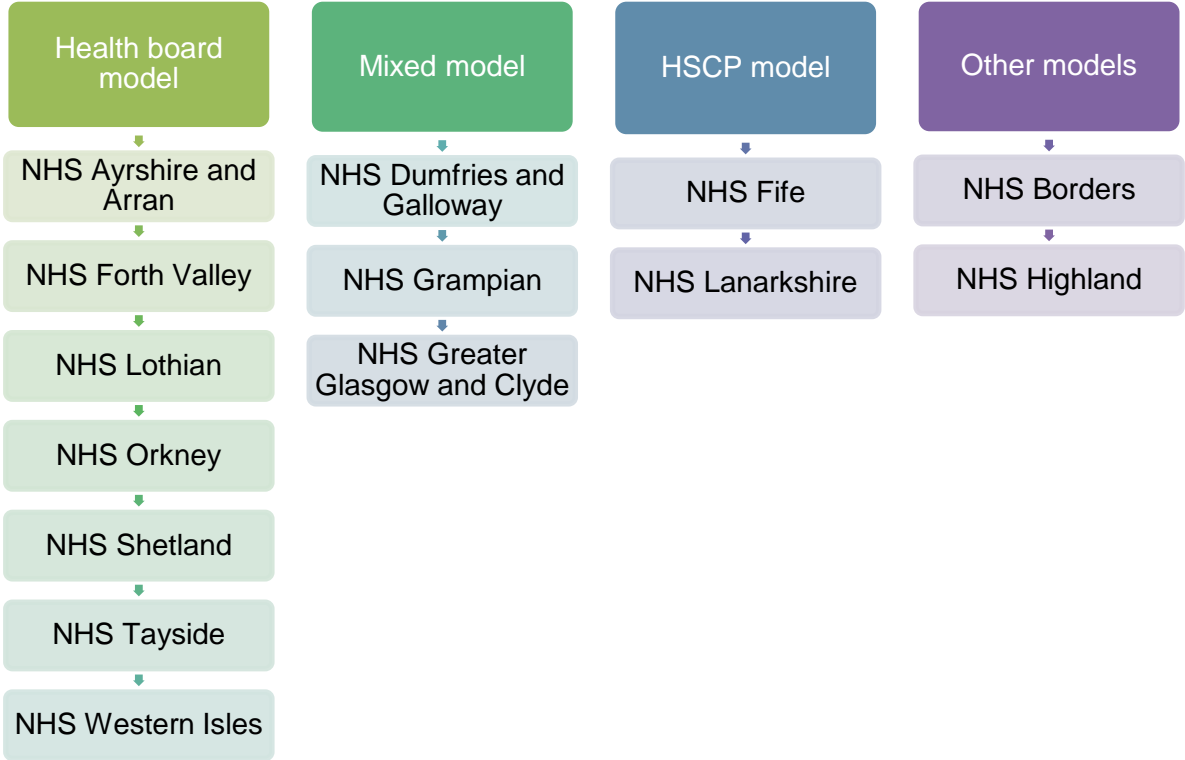 Health board
model
NHS Ayrshire and
Arran
NHS Forth Valley
NHS Lothian
NHS Orkney
NHS Shetland
NHS Tayside
NHS Western Isles
Mixed model
NHS Dumfries and
Galloway
NHS Grampian
NHS Greater
Glasgow and Clyde
HSCP model
NHS Fife
NHS Lanarkshire
Other models
NHS Borders
NHS Highland